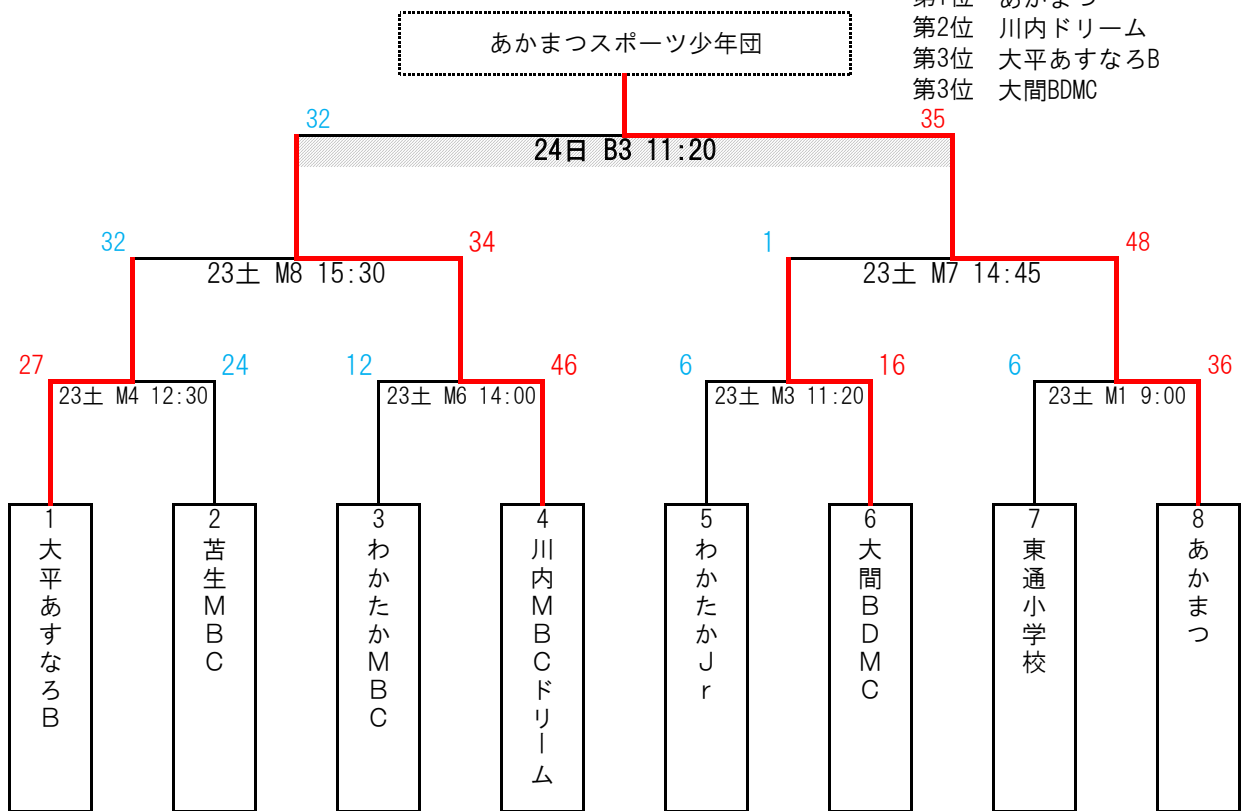 第1位　あかまつ
あかまつスポーツ少年団
第2位　川内ドリーム
第3位　大平あすなろB
第3位　大間BDMC
32
35
24日 B3 11:20
32
34
1
48
23土 M8 15:30
23土 M7 14:45
27
24
12
46
6
16
6
36
23土 M4 12:30
23土 M6 14:00
23土 M3 11:20
23土 M1 9:00
1
大平あすなろB
2
苫生MBC
3
わかたかMBC
4
川内MBCドリーム
5
わかたかJr
6
大間BDMC
7
東通小学校
8
あかまつ